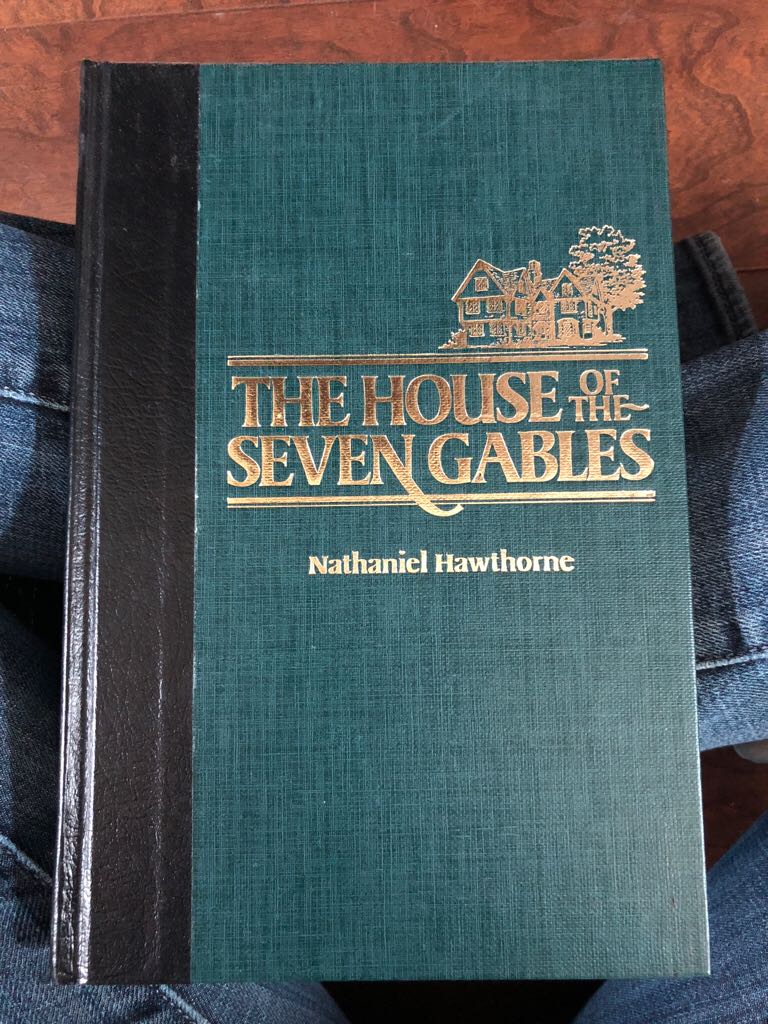 THE HOUSE OF THE
SEVEN GABLES
Nathaniel Hawthorne